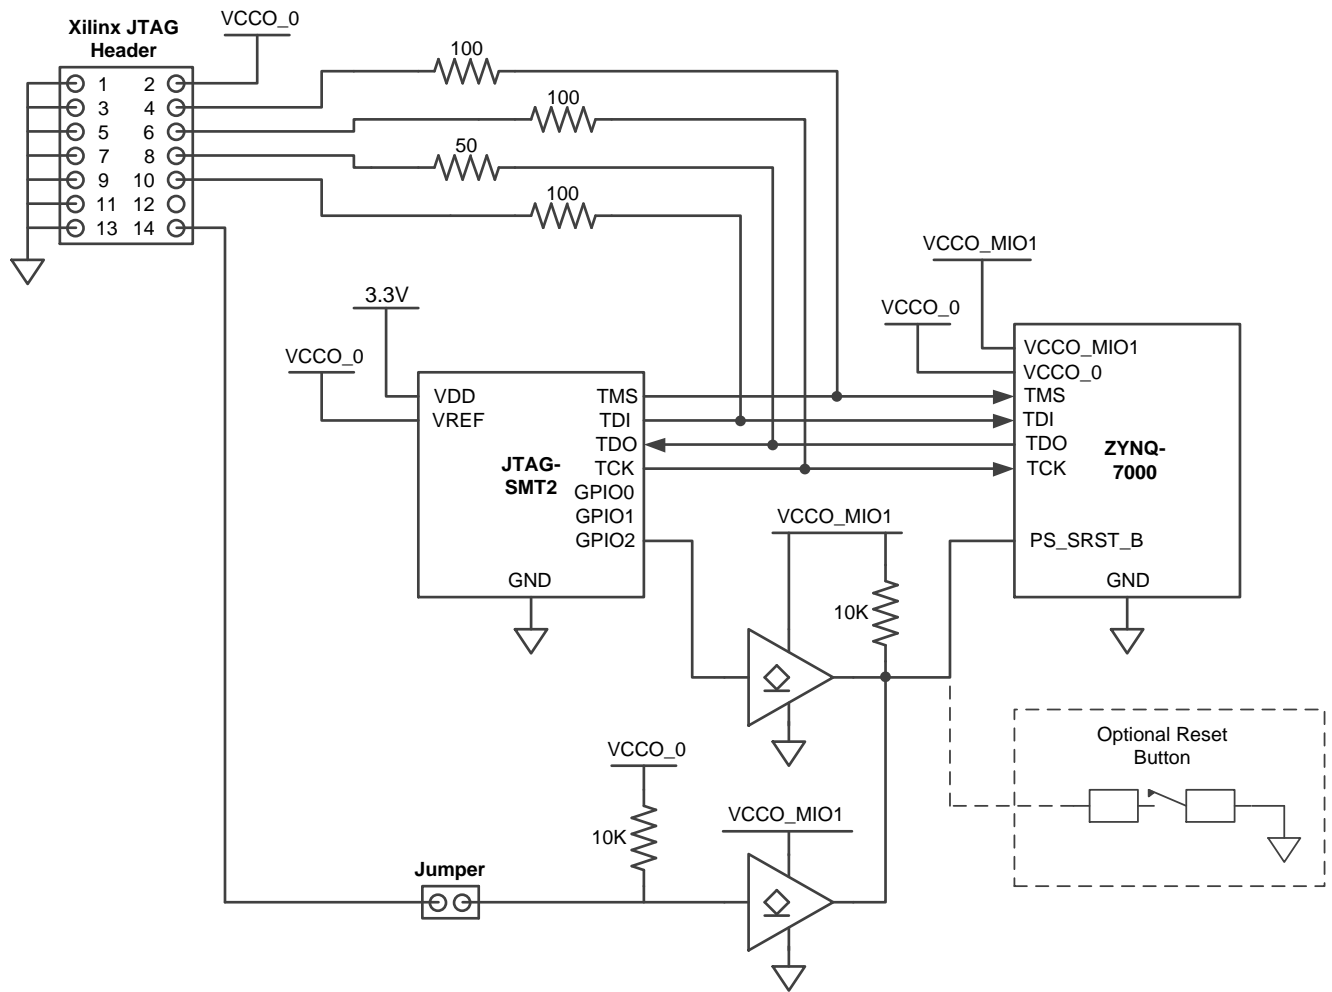 Xilinx JTAG
Header
VCCO_0
1 2
3 4
5 6
7 8
9 10
11 12
13 14
100
100
50
100
3.3V
VCCO_0
VDD
VREF
JTAG-
SMT2
TMS
TDI
TDO
TCK
GPIO0
GPIO1
GPIO2
GND
VCCO_MIO1
VCCO_0
VCCO_MIO1
VCCO_0
TMS
TDI
TDO
TCK
ZYNQ-
7000
PS_SRST_B
GND
VCCO_MIO1
10K
Optional Reset
Button
VCCO_0
10K
VCCO_MIO1
Jumper